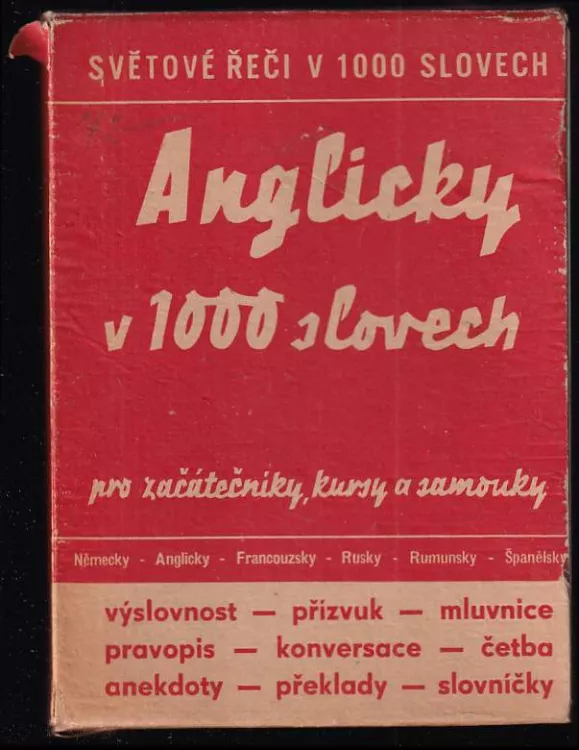 SVĚTOVÉ ŘEČI V 1000 SLOVECH
Anglicky
v 1000 slovech
pro začátečníky, kursy a samouky
Německy - Anglicky - Francouzsky - Rusky - Rumunsky - Španělsky
výslovnost — přízvuk — mluvnice
pravopis — konversace — četba
anekdoty — překlady — slovníčky